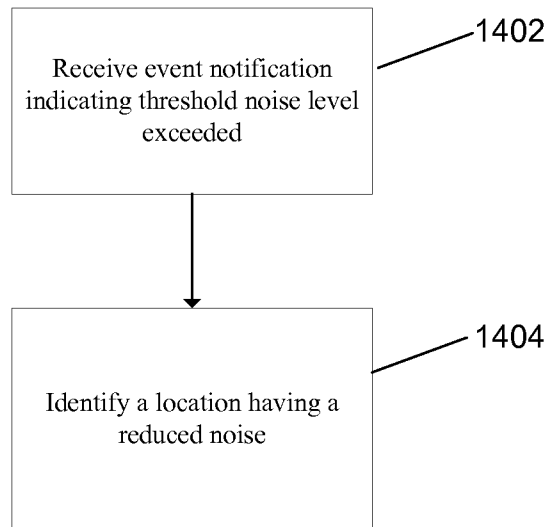 1402
Receive event notification
indicating threshold noise level
exceeded
1404
Identify a location having a
reduced noise